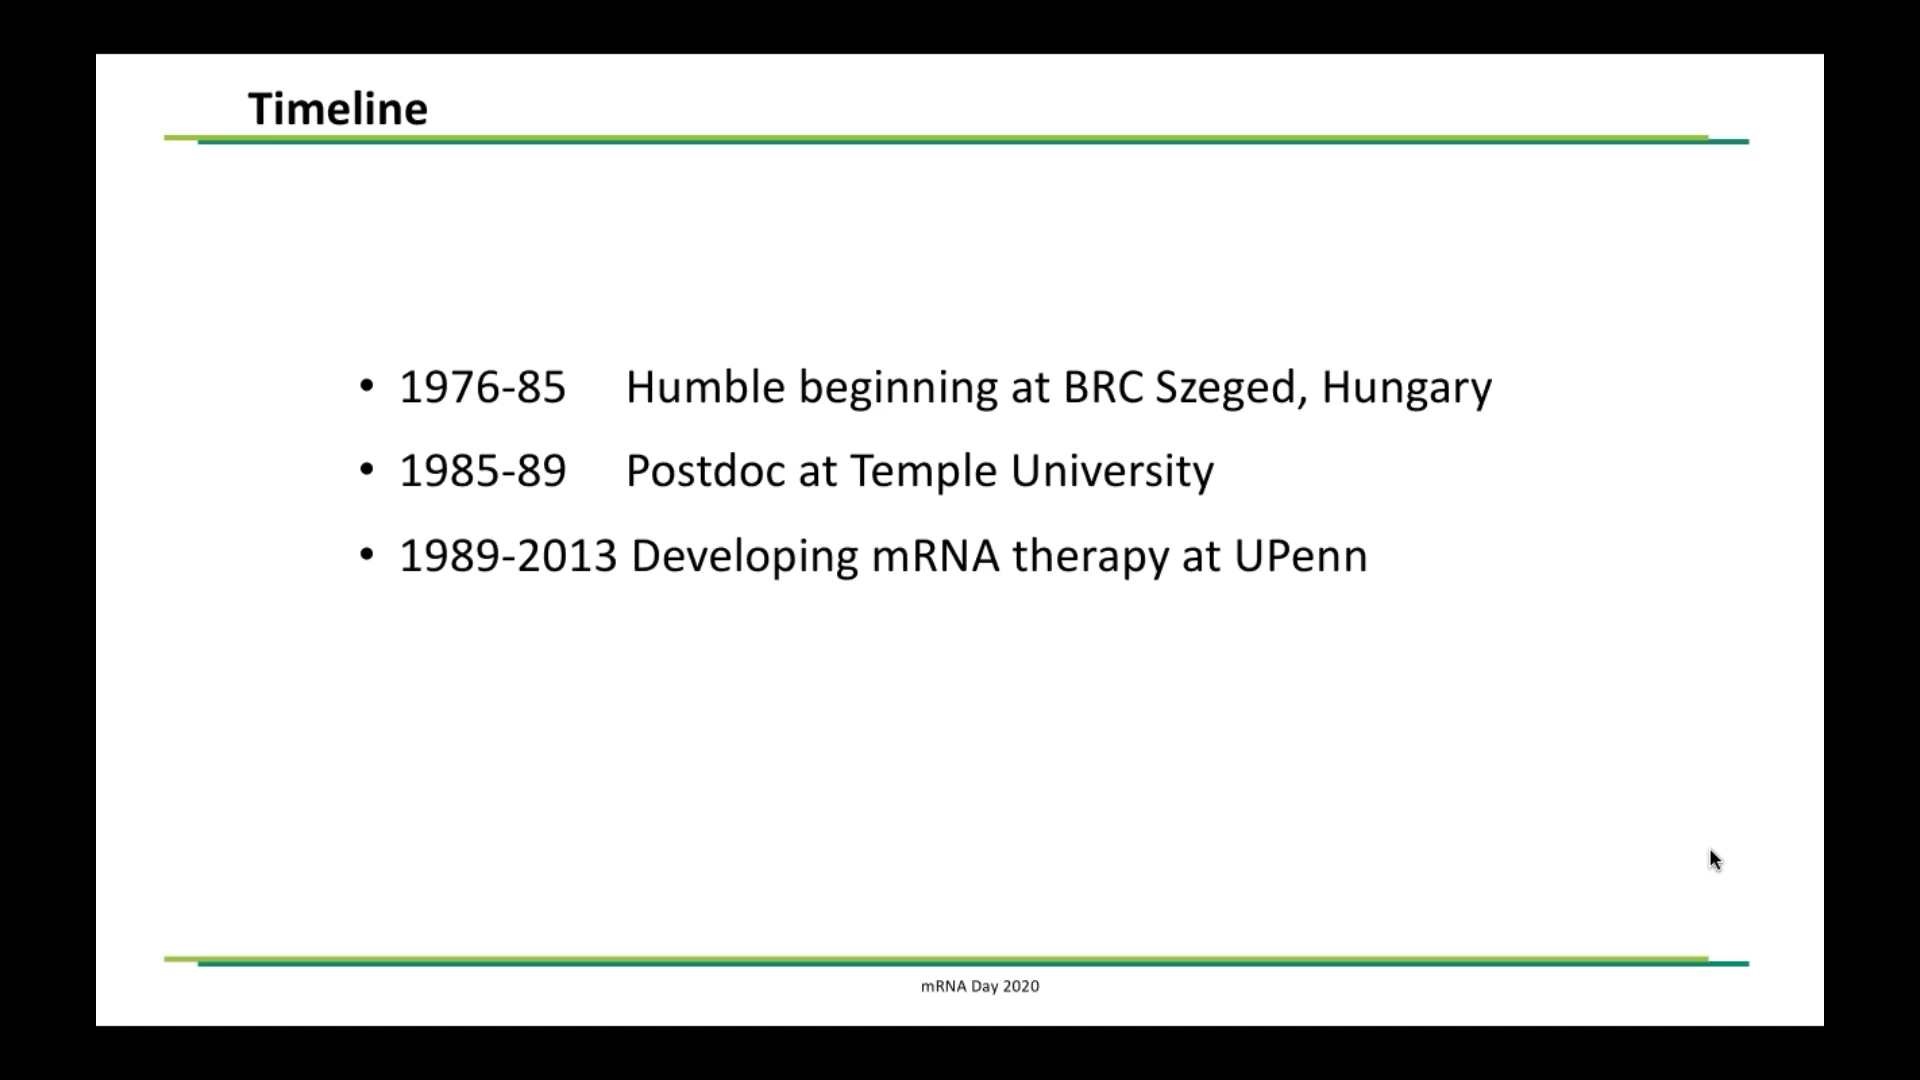 Timeline
• 1976-85 Humble beginning at BRC Szeged, Hungary
• 1985-89 Postdoc at Temple University
• 1989-2013 Developing mRNA therapy at UPenn
mRNA Day 2020